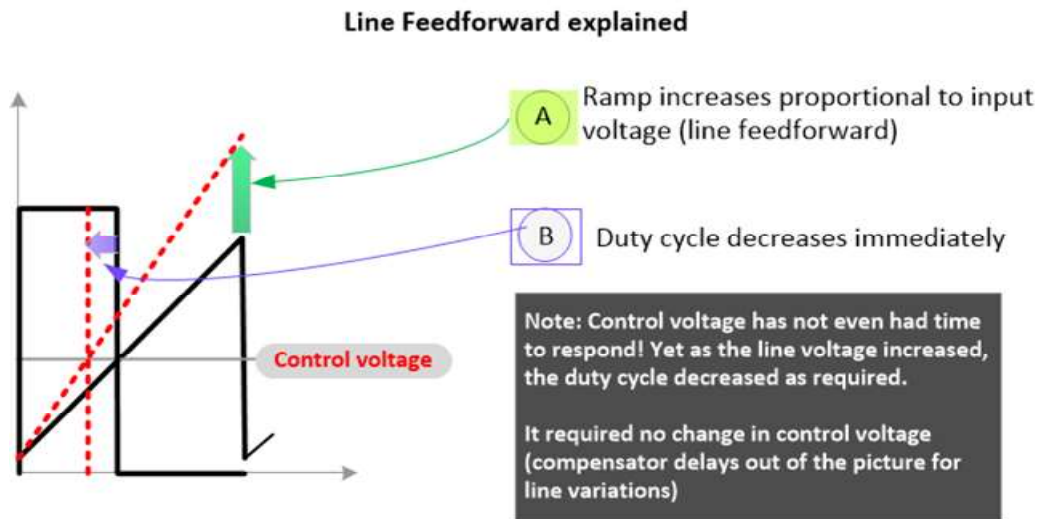 Line Feedforward explained
A
Ramp increases proportional to input
voltage (line feedforward)
B
Duty cycle decreases immediately
Control voltage
Note: Control voltage has not even had time
to respond! Yet as the line voltage increased,
the duty cycle decreased as required.
It required no change in control voltage
(compensator delays out of the picture for
line variations)